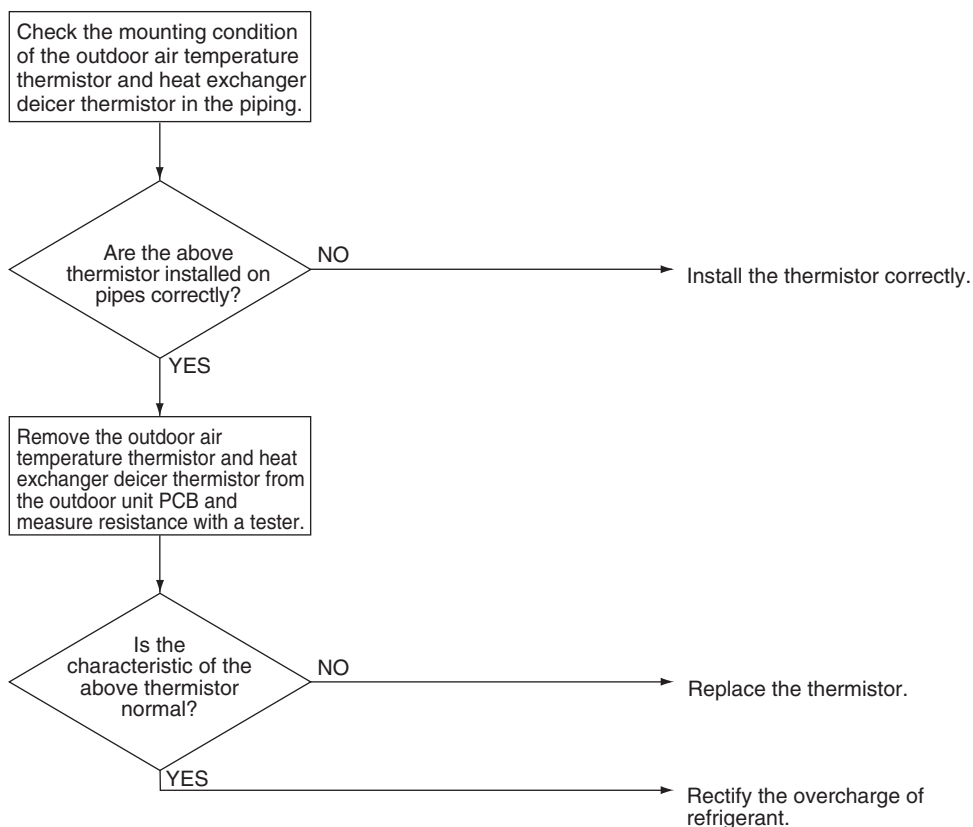 Check the mounting condition
of the outdoor air temperature
thermistor and heat exchanger
deicer thermistor in the piping.
Are the above
thermistor installed on
pipes correctly?
NO
Install the thermistor correctly.
YES
Remove the outdoor air
temperature thermistor and heat
exchanger deicer thermistor from
the outdoor unit PCB and
measure resistance with a tester.
Is the
characteristic of the
above thermistor
normal?
NO
Replace the thermistor.
YES
Rectify the overcharge of
refrigerant.